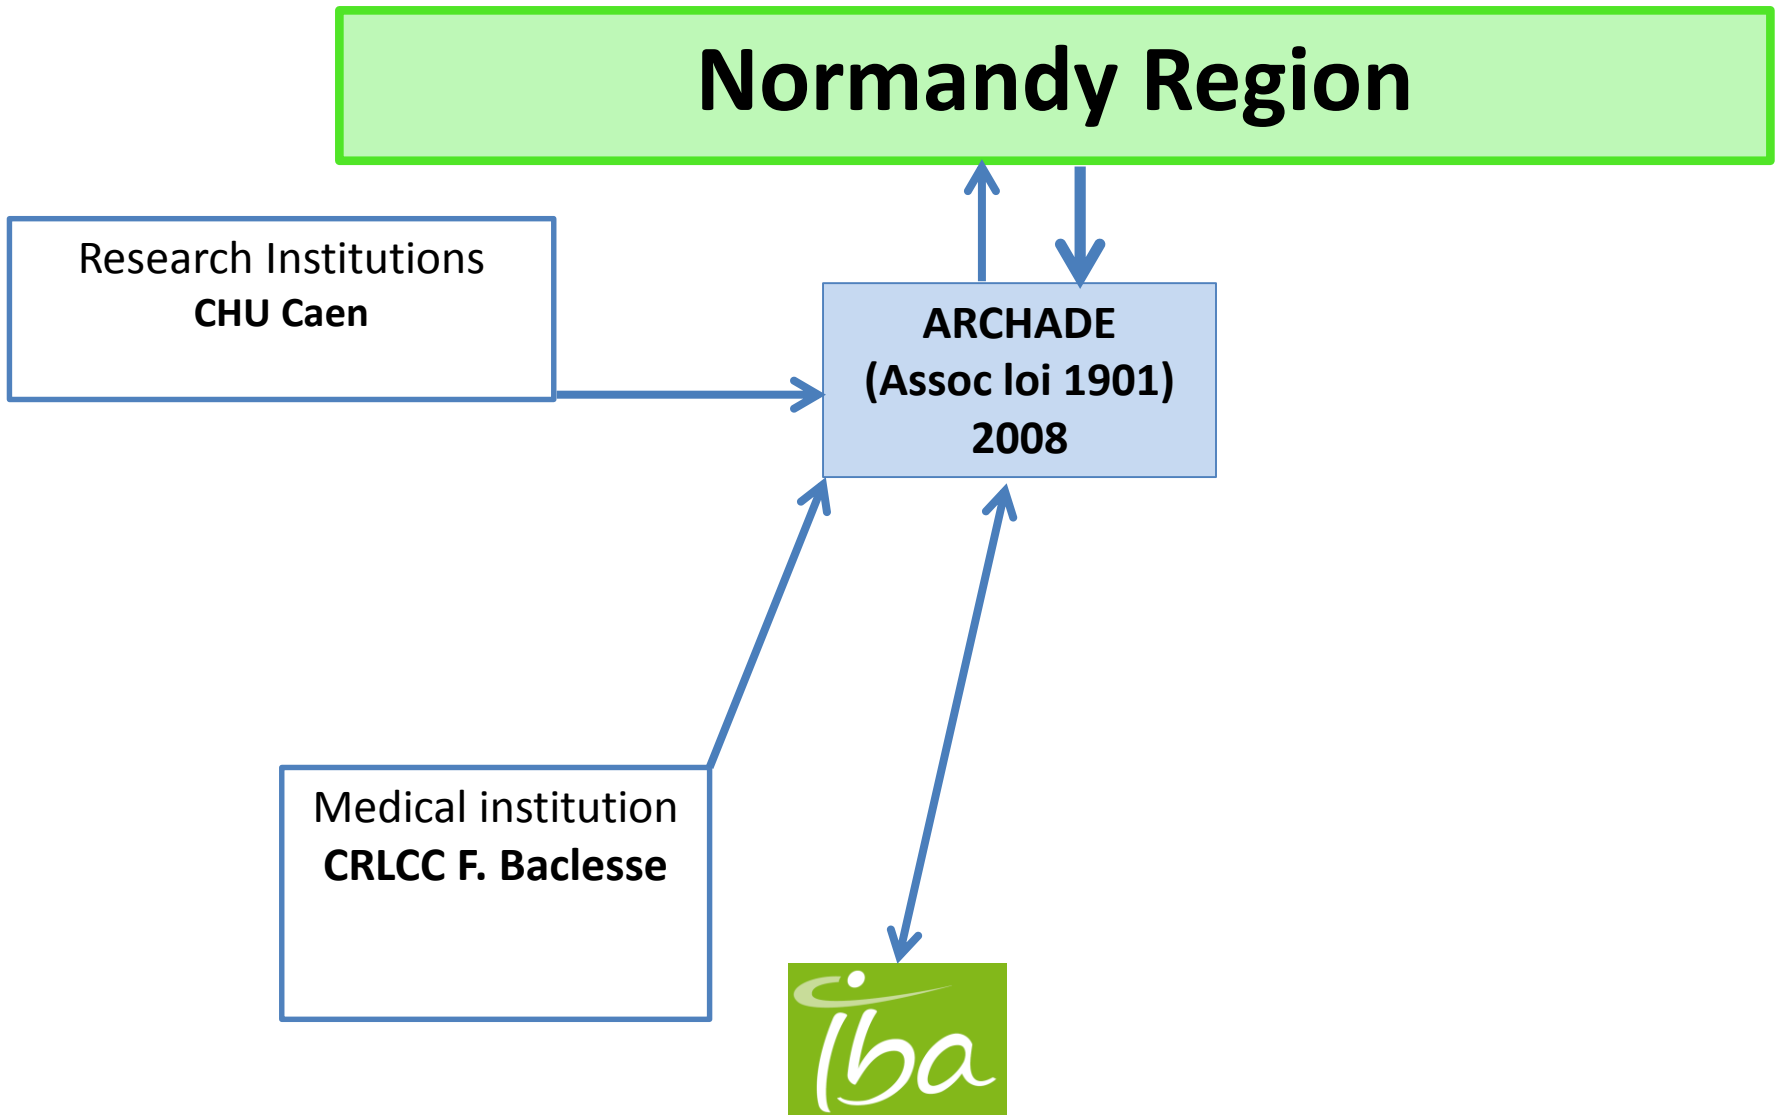 Normandy Region
Research Institutions
CHU Caen
ARCHADE
(Assoc loi 1901)
2008
Medical institution
CRLCC F. Baclesse
iba